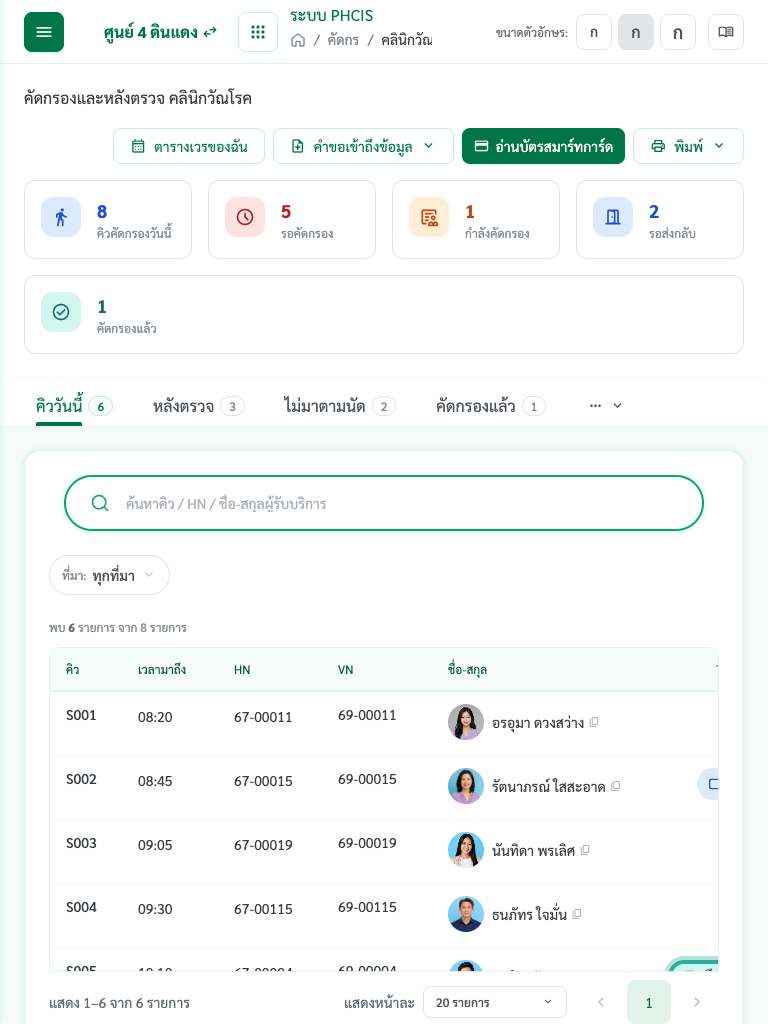 ศูนย์ 4 ดินแดง
ระบบ PHCIS
/ คัดกร / คลินิกวัณ
ขนาดตัวอักษร: ก ก ก
คัดกรองและหลังตรวจ คลินิกวัณโรค
ตารางเวรของฉัน คำขอเข้าถึงข้อมูล อ่านบัตรสมาร์ทการ์ด พิมพ์
8 คิวคัดกรองวันนี้
5 รอคัดกรอง
1 กำลังคัดกรอง
2 รอส่งกลับ
1 คัดกรองแล้ว
คิววันนี้ 6 หลังตรวจ 3 ไม่มาตามนัด 2 คัดกรองแล้ว 1 ...
ค้นหาคิว / HN / ชื่อ-สกุลผู้รับบริการ
ที่มา: ทุกที่มา
พบ 6 รายการ จาก 8 รายการ
คิว เวลามาถึง HN VN ชื่อ-สกุล
S001 08:20 67-00011 69-00011 อรอุมา ดวงสว่าง
S002 08:45 67-00015 69-00015 รัตนาภรณ์ ใสสะอาด
S003 09:05 67-00019 69-00019 นันทิดา พรเลิศ
S004 09:30 67-00115 69-00115 ธนภัทร ใจมั่น
S005
แสดง 1–6 จาก 6 รายการ แสดงหน้าละ 20 รายการ 1